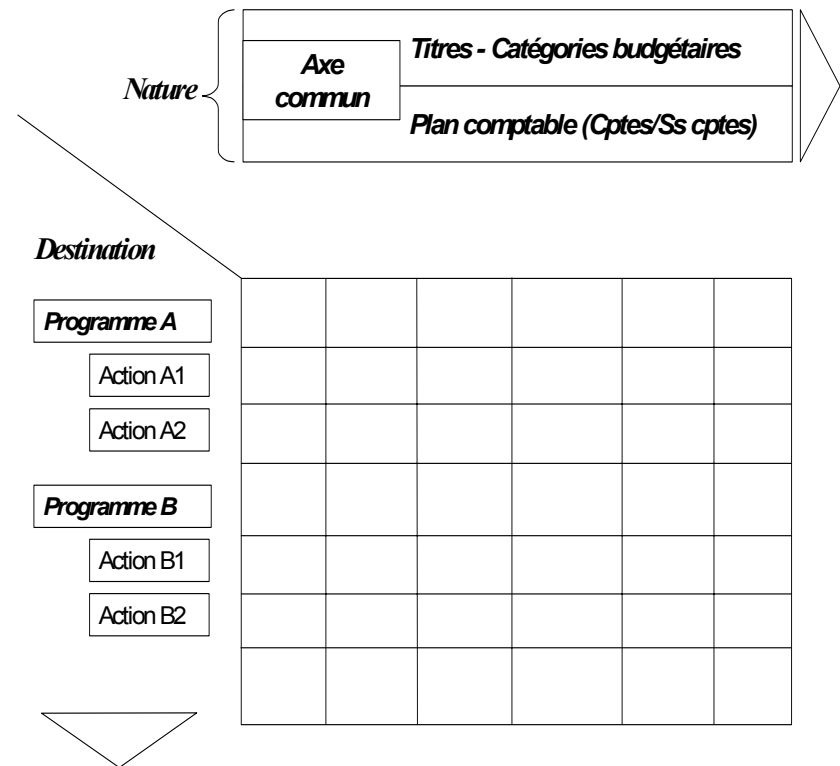 Nature
Axe
commun
Titres - Catégories budgétaires
Plan comptable (Cptes/Ss cptes)
Destination
Programme A
Action A1
Action A2
Programme B
Action B1
Action B2